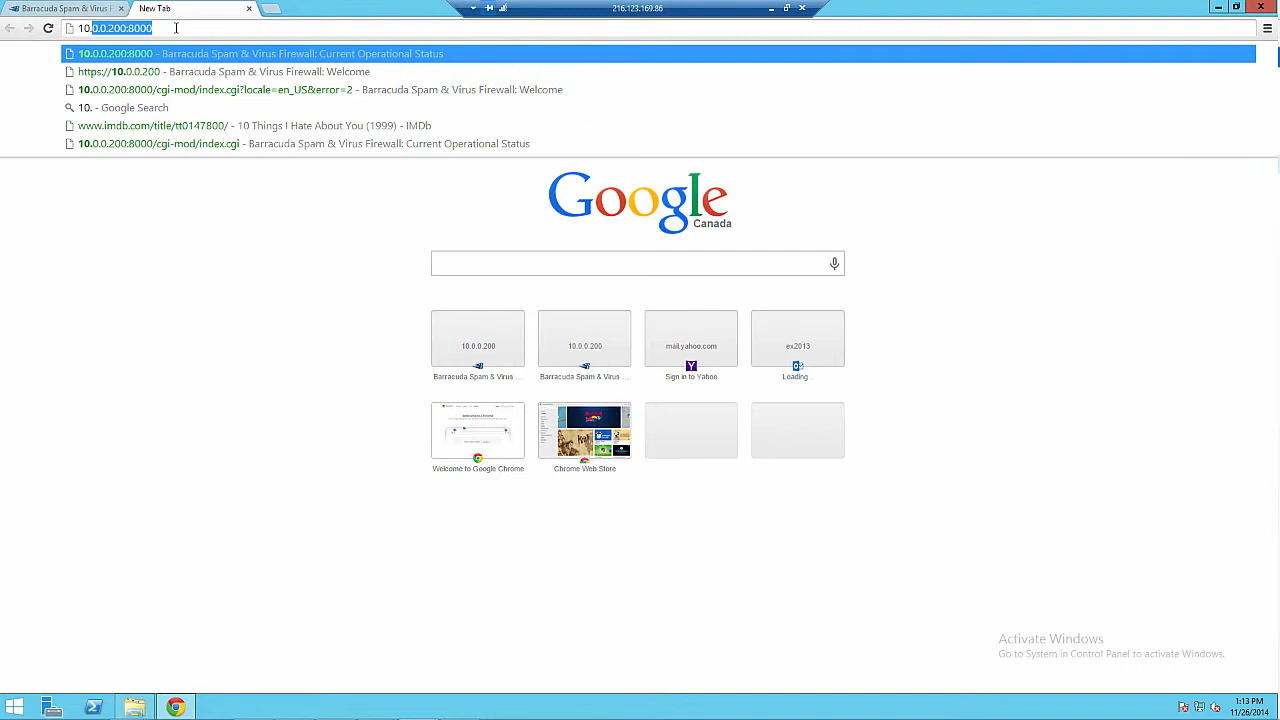 Barracuda Spam & Virus F
New Tab
216.123.169.86
10.0.0.200:8000
10.0.0.200:8000 - Barracuda Spam & Virus Firewall: Current Operational Status
https://10.0.0.200 - Barracuda Spam & Virus Firewall: Welcome
10.0.0.200:8000/cgi-mod/index.cgi?locale=en_US&error=2 - Barracuda Spam & Virus Firewall: Welcome
10. - Google Search
www.imdb.com/title/tt0147800/ - 10 Things I Hate About You (1999) - IMDb
10.0.0.200:8000/cgi-mod/index.cgi - Barracuda Spam & Virus Firewall: Current Operational Status
Google
Canada
10.0.0.200 10.0.0.200 mail.yahoo.com ex2013
Barracuda Spam & Virus ... Barracuda Spam & Virus ... Sign in to Yahoo Loading...
Welcome to Google Chrome Chrome Web Store
Activate Windows
Go to System in Control Panel to activate Windows.
1:13 PM
11/26/2014